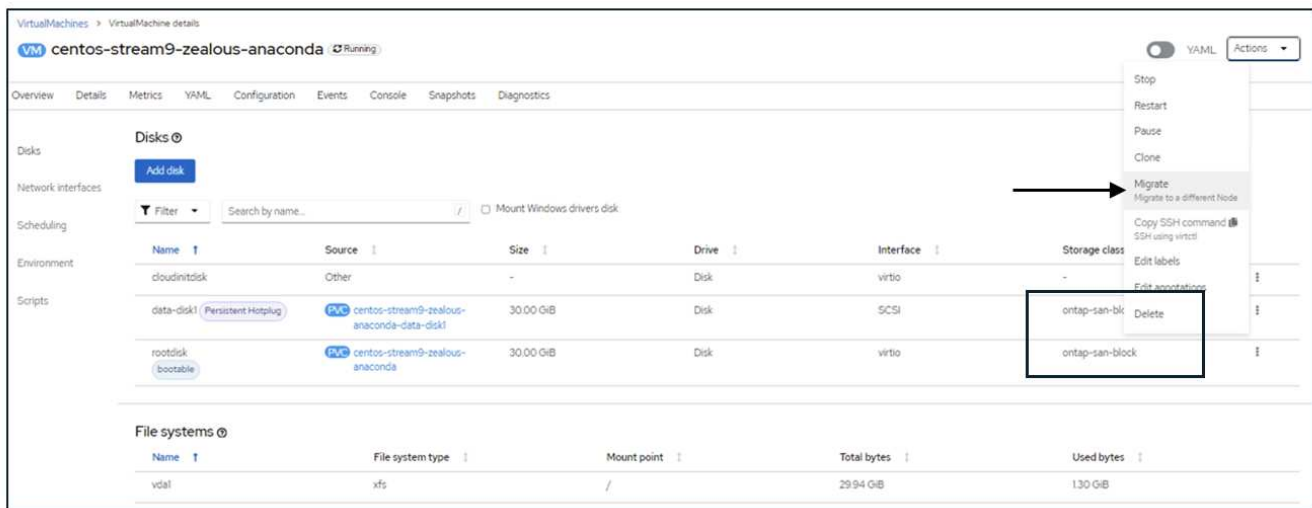 VirtualMachines > VirtualMachine details
VM centos-stream9-zealous-anaconda Running
YAML Actions
Overview Details Metrics YAML Configuration Events Console Snapshots Diagnostics
Stop
Restart
Pause
Clone
Migrate
Migrate to a different Node
Copy SSH command
SSH using virtctl
Edit labels
Edit annotations
Delete
Disks
Network interfaces
Scheduling
Environment
Scripts
Disks
Add disk
Filter Search by name... / Mount Windows drivers disk
Name Source Size Drive Interface Storage class
cloudinitdisk Other - Disk virtio -
data-disk1 Persistent Hotplug PVC centos-stream9-zealous- 30.00 GiB Disk SCSI ontap-san-blo
anaconda-data-disk1
rootdisk PVC centos-stream9-zealous- 30.00 GiB Disk virtio ontap-san-block
bootable anaconda
File systems
Name File system type Mount point Total bytes Used bytes
vda1 xfs / 29.94 GiB 1.30 GiB